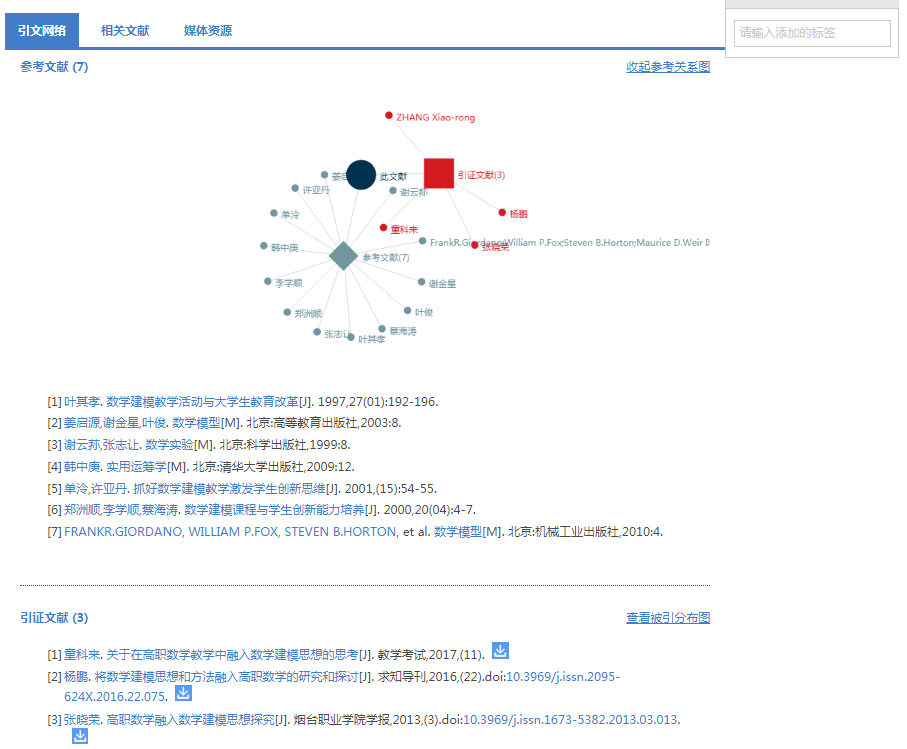 引文网络 相关文献 媒体资源
请输入添加的标签
参考文献 (7) 收起参考关系图
ZHANG Xiao-rong
此文献
引证文献(3)
许亚丹
谢云荪
单泠
杨鹏
童科来
FrankR.Giordano;William P.Fox;Steven B.Horton;Maurice D.Weir
张晓荣
韩中庚
参考文献(7)
李学顺
谢金星
郑洲顺
叶俊
张志让
蔡海涛
叶其孝
[1] 叶其孝. 数学建模教学活动与大学生教育改革[J]. 1997,27(01):192-196.
[2] 姜启源,谢金星,叶俊. 数学模型[M]. 北京:高等教育出版社,2003:8.
[3] 谢云荪,张志让. 数学实验[M]. 北京:科学出版社,1999:8.
[4] 韩中庚. 实用运筹学[M]. 北京:清华大学出版社,2009:12.
[5] 单泠,许亚丹. 抓好数学建模教学激发学生创新思维[J]. 2001,(15):54-55.
[6] 郑洲顺,李学顺,蔡海涛. 数学建模课程与学生创新能力培养[J]. 2000,20(04):4-7.
[7] FRANKR.GIORDANO, WILLIAM P.FOX, STEVEN B.HORTON, et al. 数学模型[M]. 北京:机械工业出版社,2010:4.
引证文献 (3) 查看被引分布图
[1] 童科来. 关于在高职数学教学中融入数学建模思想的思考[J]. 教学考试,2017,(11).
[2] 杨鹏. 将数学建模思想和方法融入高职数学的研究和探讨[J]. 求知导刊,2016,(22).doi:10.3969/j.issn.2095-
624X.2016.22.075.
[3] 张晓荣. 高职数学融入数学建模思想探究[J]. 烟台职业学院学报,2013,(3).doi:10.3969/j.issn.1673-5382.2013.03.013.